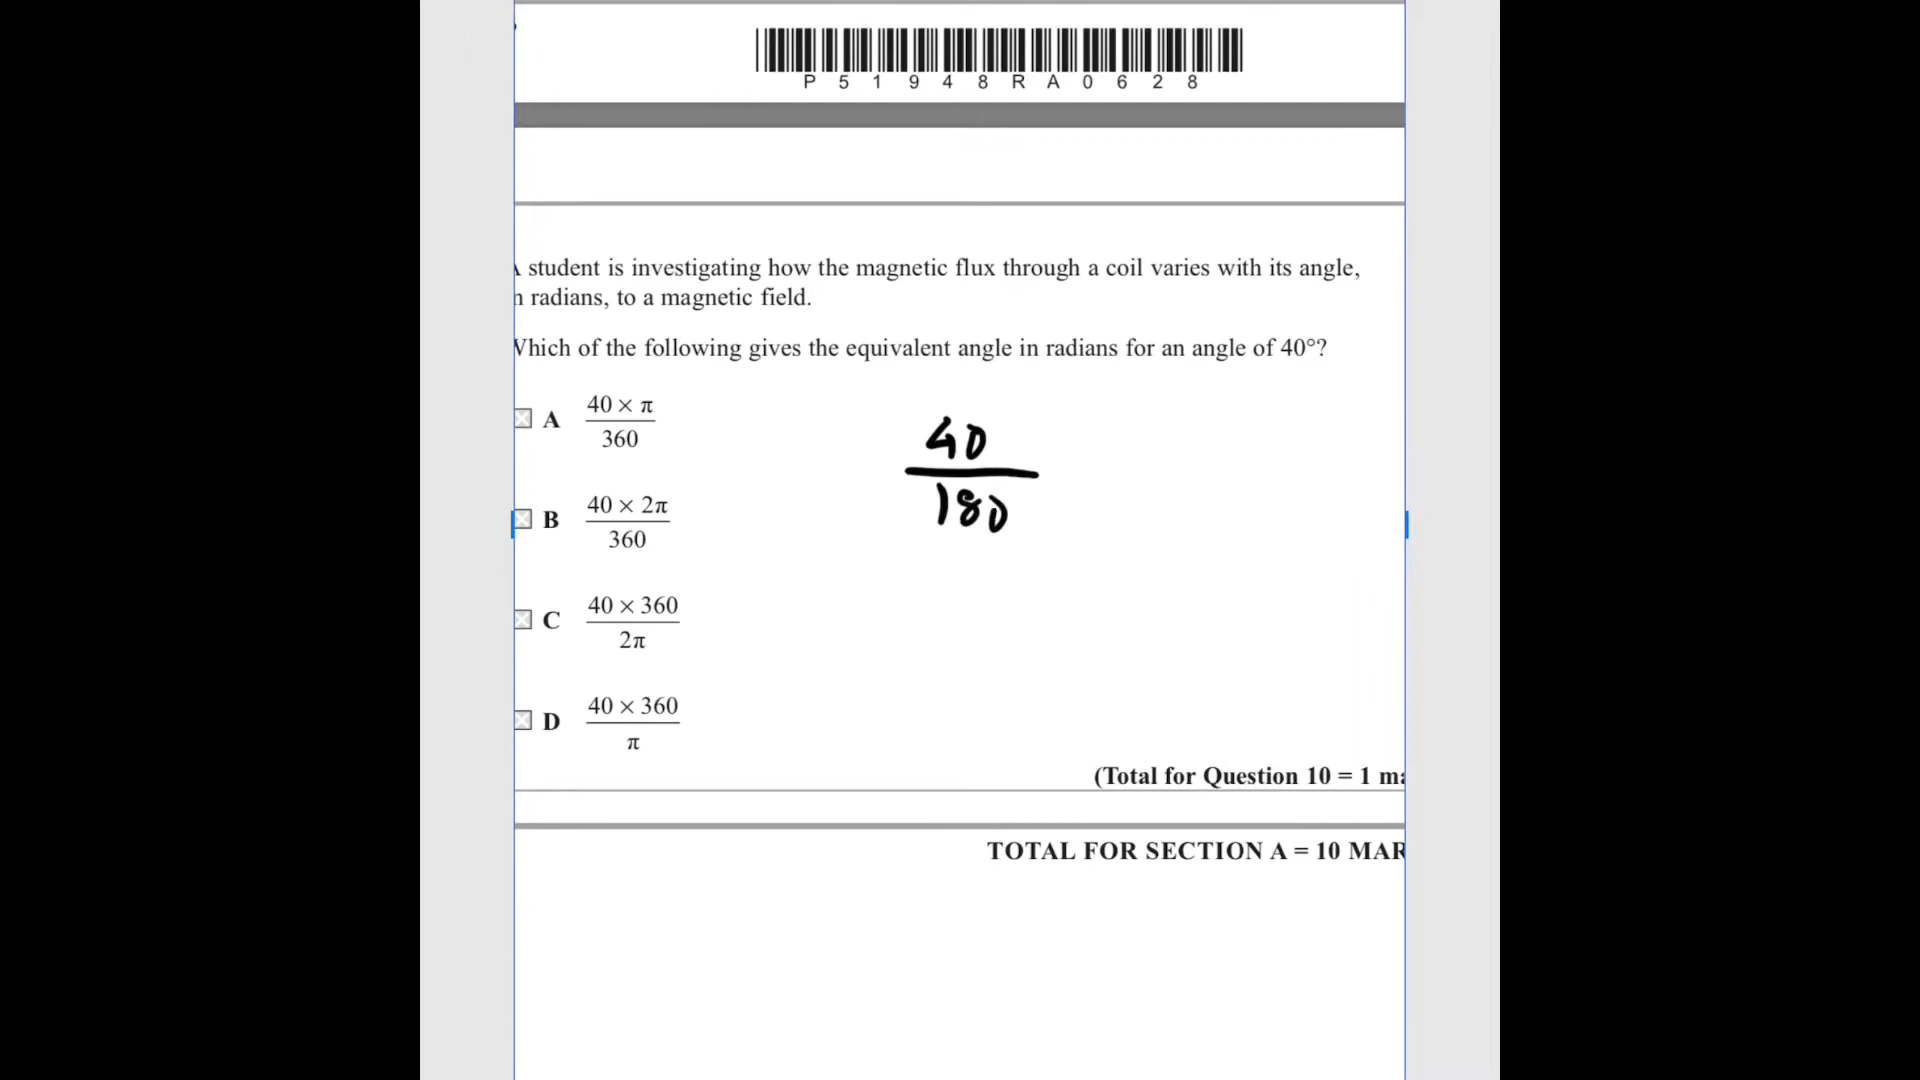 P 5 1 9 4 8 R A 0 6 2 8
student is investigating how the magnetic flux through a coil varies with its angle,
n radians, to a magnetic field.
Which of the following gives the equivalent angle in radians for an angle of 40°?
A 40 × π
360
B 40 × 2π
360
C 40 × 360
2π
D 40 × 360
π
40
180
(Total for Question 10 = 1 ma
TOTAL FOR SECTION A = 10 MAR